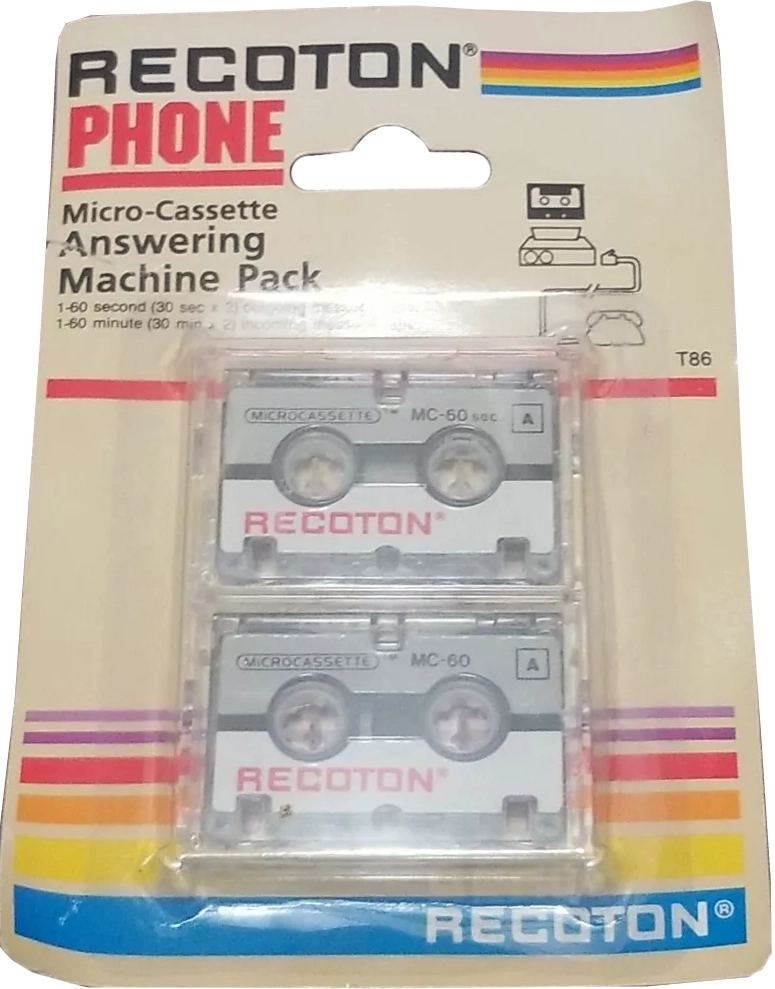 RECOTON®
PHONE
Micro-Cassette
Answering
Machine Pack
1-60 second (30 sec x 2) outgoing
1-60 minute (30 min x 2) incoming
T86
MICROCASSETTE™ MC-60 sec. A
RECOTON®
MICROCASSETTE™ MC-60 A
RECOTON®
RECOTON®